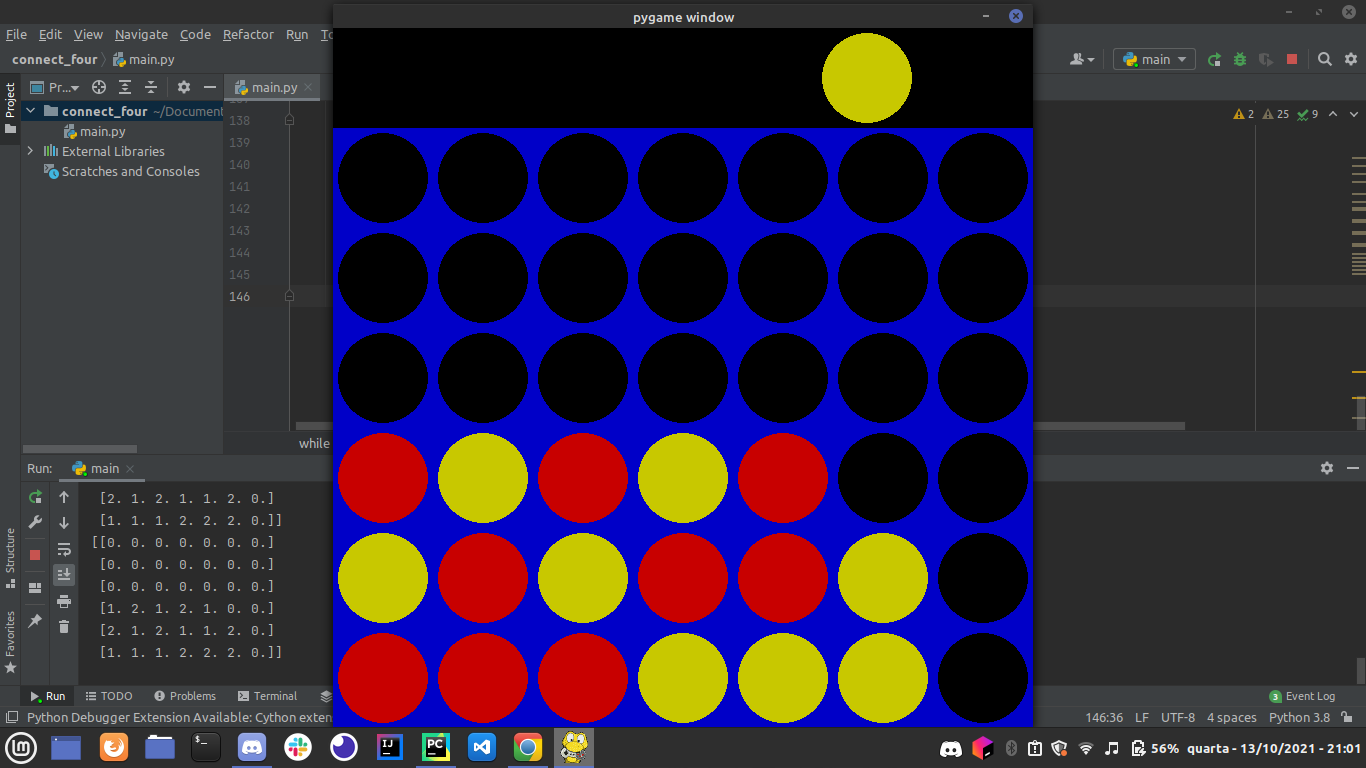 pygame window
File Edit View Navigate Code Refactor Run To
connect_four main.py
main
Project
Pr...
main.py
connect_four ~/Document
main.py
External Libraries
Scratches and Consoles
138
139
140
141
142
143
144
145
146
2 25 9
while
Run: main
[2. 1. 2. 1. 1. 2. 0.]
[1. 1. 1. 2. 2. 2. 0.]]
[[0. 0. 0. 0. 0. 0. 0.]
[0. 0. 0. 0. 0. 0. 0.]
[0. 0. 0. 0. 0. 0. 0.]
[1. 2. 1. 2. 1. 0. 0.]
[2. 1. 2. 1. 1. 2. 0.]
[1. 1. 1. 2. 2. 2. 0.]]
Structure
Favorites
Run TODO Problems Terminal
3 Event Log
Python Debugger Extension Available: Cython exten
146:36 LF UTF-8 4 spaces Python 3.8
$_
IJ
PC
56% quarta - 13/10/2021 - 21:01